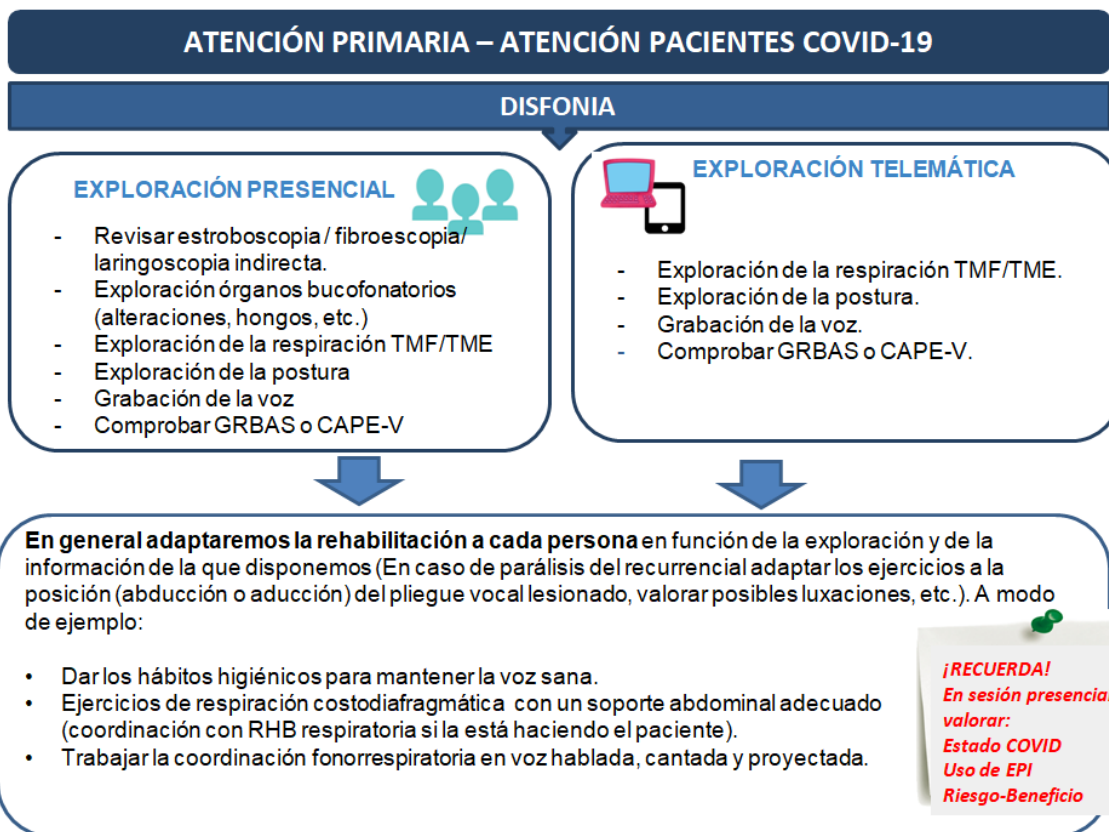 ATENCIÓN PRIMARIA – ATENCIÓN PACIENTES COVID-19
DISFONIA
EXPLORACIÓN PRESENCIAL
- Revisar estroboscopia / fibroescopia/
laringoscopia indirecta.
- Exploración órganos bucofonatorios
(alteraciones, hongos, etc.)
- Exploración de la respiración TMF/TME
- Exploración de la postura
- Grabación de la voz
- Comprobar GRBAS o CAPE-V
EXPLORACIÓN TELEMÁTICA
- Exploración de la respiración TMF/TME.
- Exploración de la postura.
- Grabación de la voz.
- Comprobar GRBAS o CAPE-V.
En general adaptaremos la rehabilitación a cada persona en función de la exploración y de la
información de la que disponemos (En caso de parálisis del recurrencial adaptar los ejercicios a la
posición (abducción o aducción) del pliegue vocal lesionado, valorar posibles luxaciones, etc.). A modo
de ejemplo:
• Dar los hábitos higiénicos para mantener la voz sana.
• Ejercicios de respiración costodiafragmática con un soporte abdominal adecuado
(coordinación con RHB respiratoria si la está haciendo el paciente).
• Trabajar la coordinación fonorrespiratoria en voz hablada, cantada y proyectada.
¡RECUERDA!
En sesión presencial
valorar:
Estado COVID
Uso de EPI
Riesgo-Beneficio